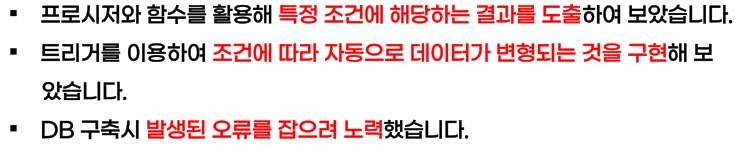 ▪ 프로시저와 함수를 활용해 특정 조건에 해당하는 결과를 도출하여 보았습니다.
▪ 트리거를 이용하여 조건에 따라 자동으로 데이터가 변형되는 것을 구현해 보
았습니다.
▪ DB 구축시 발생된 오류를 잡으려 노력했습니다.